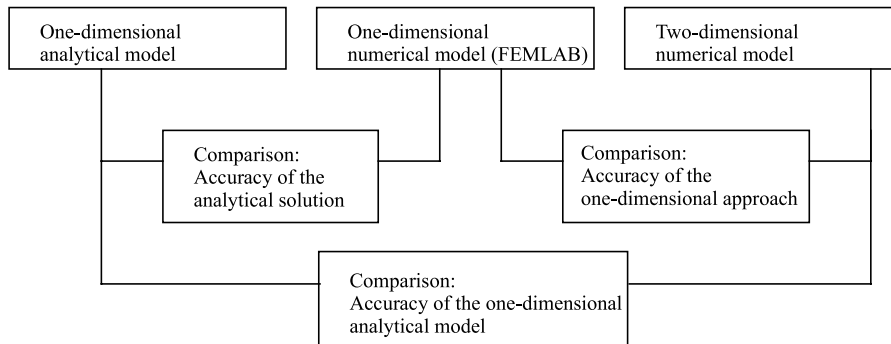 One-dimensional
analytical model
One-dimensional
numerical model (FEMLAB)
Two-dimensional
numerical model
Comparison:
Accuracy of the
analytical solution
Comparison:
Accuracy of the
one-dimensional approach
Comparison:
Accuracy of the one-dimensional
analytical model